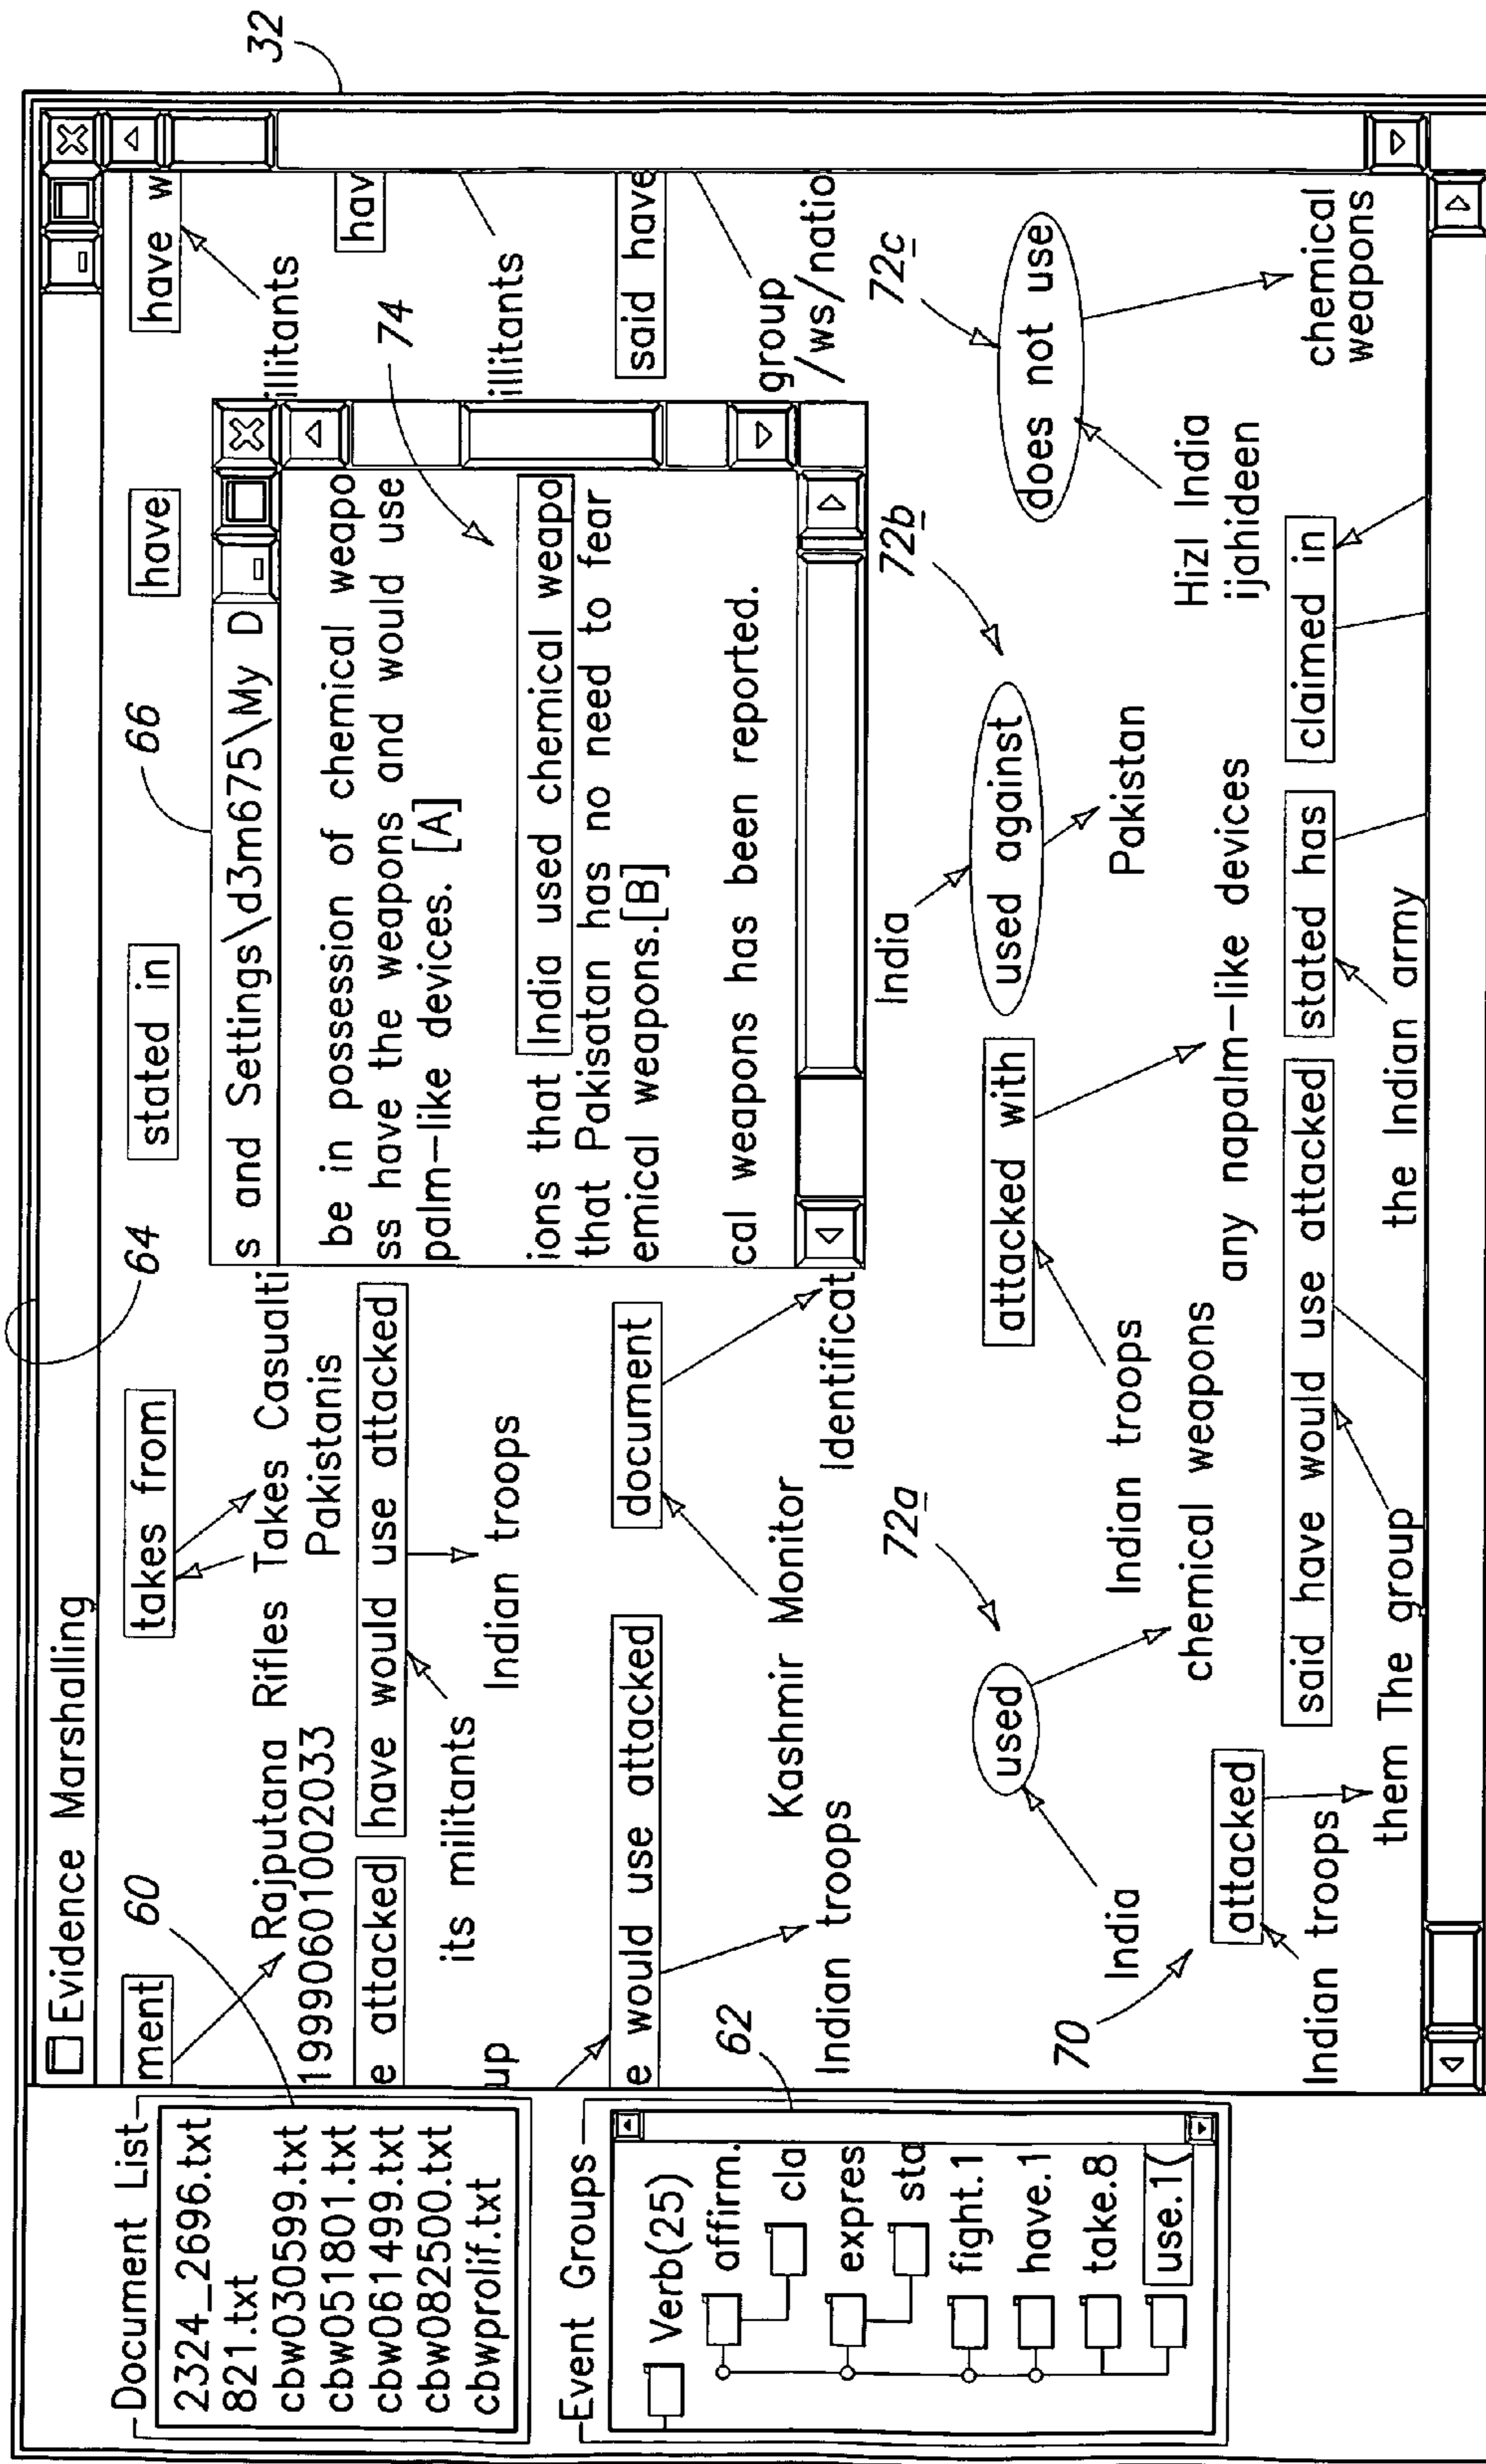 32
Evidence Marshalling
64
Document List
2324_2696.txt
821.txt
cbw030599.txt
cbw051801.txt
cbw061499.txt
cbw082500.txt
cbwprolif.txt
60
Event Groups
Verb(25)
affirm.
cla
expres
sta
fight.1
have.1
take.8
use.1(
62
ment
takes from
stated in
have
have w
66
Rajputana Rifles Takes Casualti
19990601002033
Pakistanis
illitants
e attacked
have would use attacked
hav
its militants
Indian troops
illitants
up
s and Settings\d3m675\My D
be in possession of chemical weapo
ss have the weapons and would use
palm-like devices. [A]
74
ions that India used chemical weapo
that Pakisatan has no need to fear
emical weapons.[B]
cal weapons has been reported.
e would use attacked
document
said have
Indian troops
Kashmir Monitor
Identificat
group
/ws/natio
72a
72b
72c
India
used
attacked with
used against
does not use
India
Indian troops
Pakistan
Hizl India
ijahideen
chemical weapons
any napalm-like devices
chemical
weapons
70
attacked
said have would use attacked
stated has
claimed in
Indian troops
them The group
the Indian army